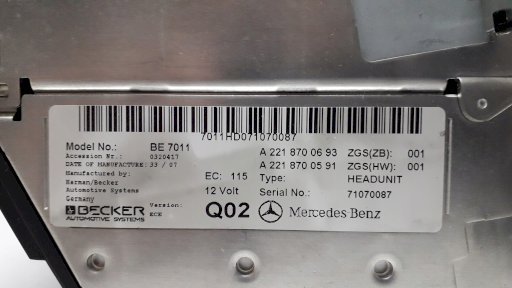 7011HD071070087
Model No.: BE 7011 A 221 870 06 93 ZGS(ZB): 001
Accession Nr.: 0320417 A 221 870 05 91 ZGS(HW): 001
DATE OF MANUFACTURE: 33 / 07
Manufactured by EC: 115 Type: HEADUNIT
Harman/Becker
Automotive Systems 12 Volt Serial No.: 71070087
Germany
BECKER Version: Q02 Mercedes Benz
AUTOMOTIVE SYSTEMS ECE